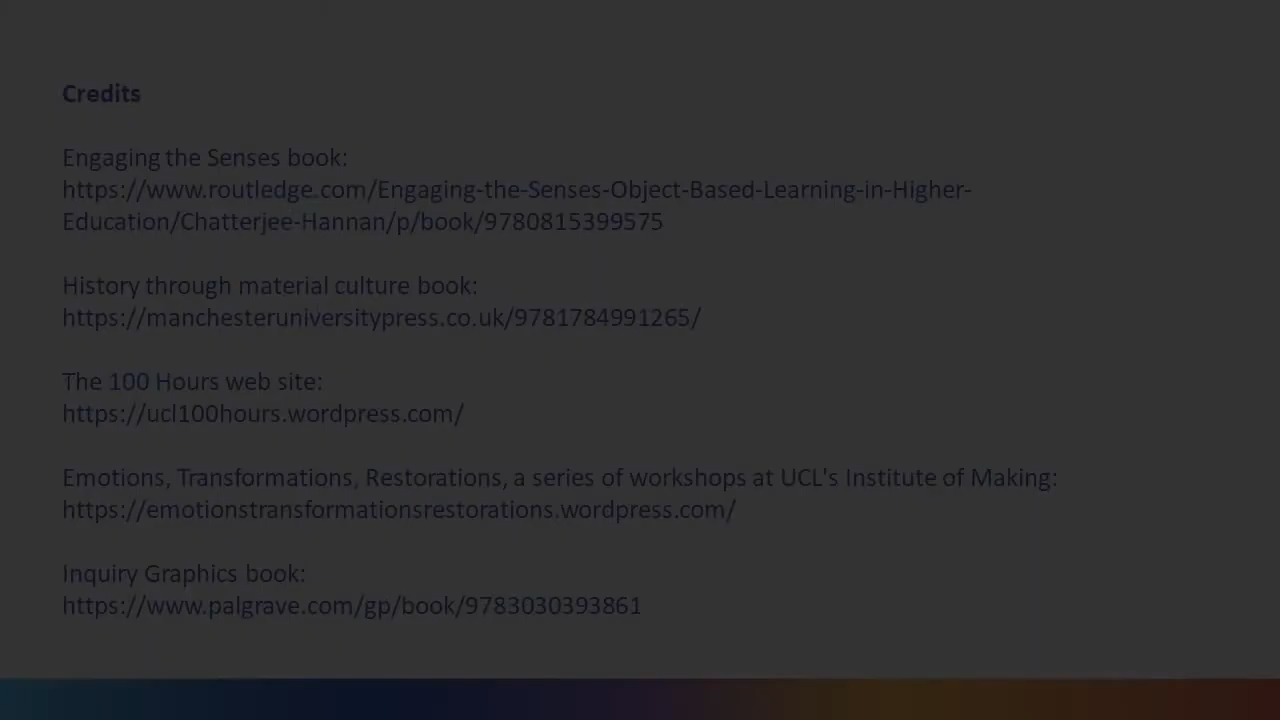 Credits
Engaging the Senses book:
https://www.routledge.com/Engaging-the-Senses-Object-Based-Learning-in-Higher-
Education/Chatterjee-Hannan/p/book/9780815399575
History through material culture book:
https://manchesteruniversitypress.co.uk/9781784991265/
The 100 Hours web site:
https://ucl100hours.wordpress.com/
Emotions, Transformations, Restorations, a series of workshops at UCL's Institute of Making:
https://emotionstransformationsrestorations.wordpress.com/
Inquiry Graphics book:
https://www.palgrave.com/gp/book/9783030393861